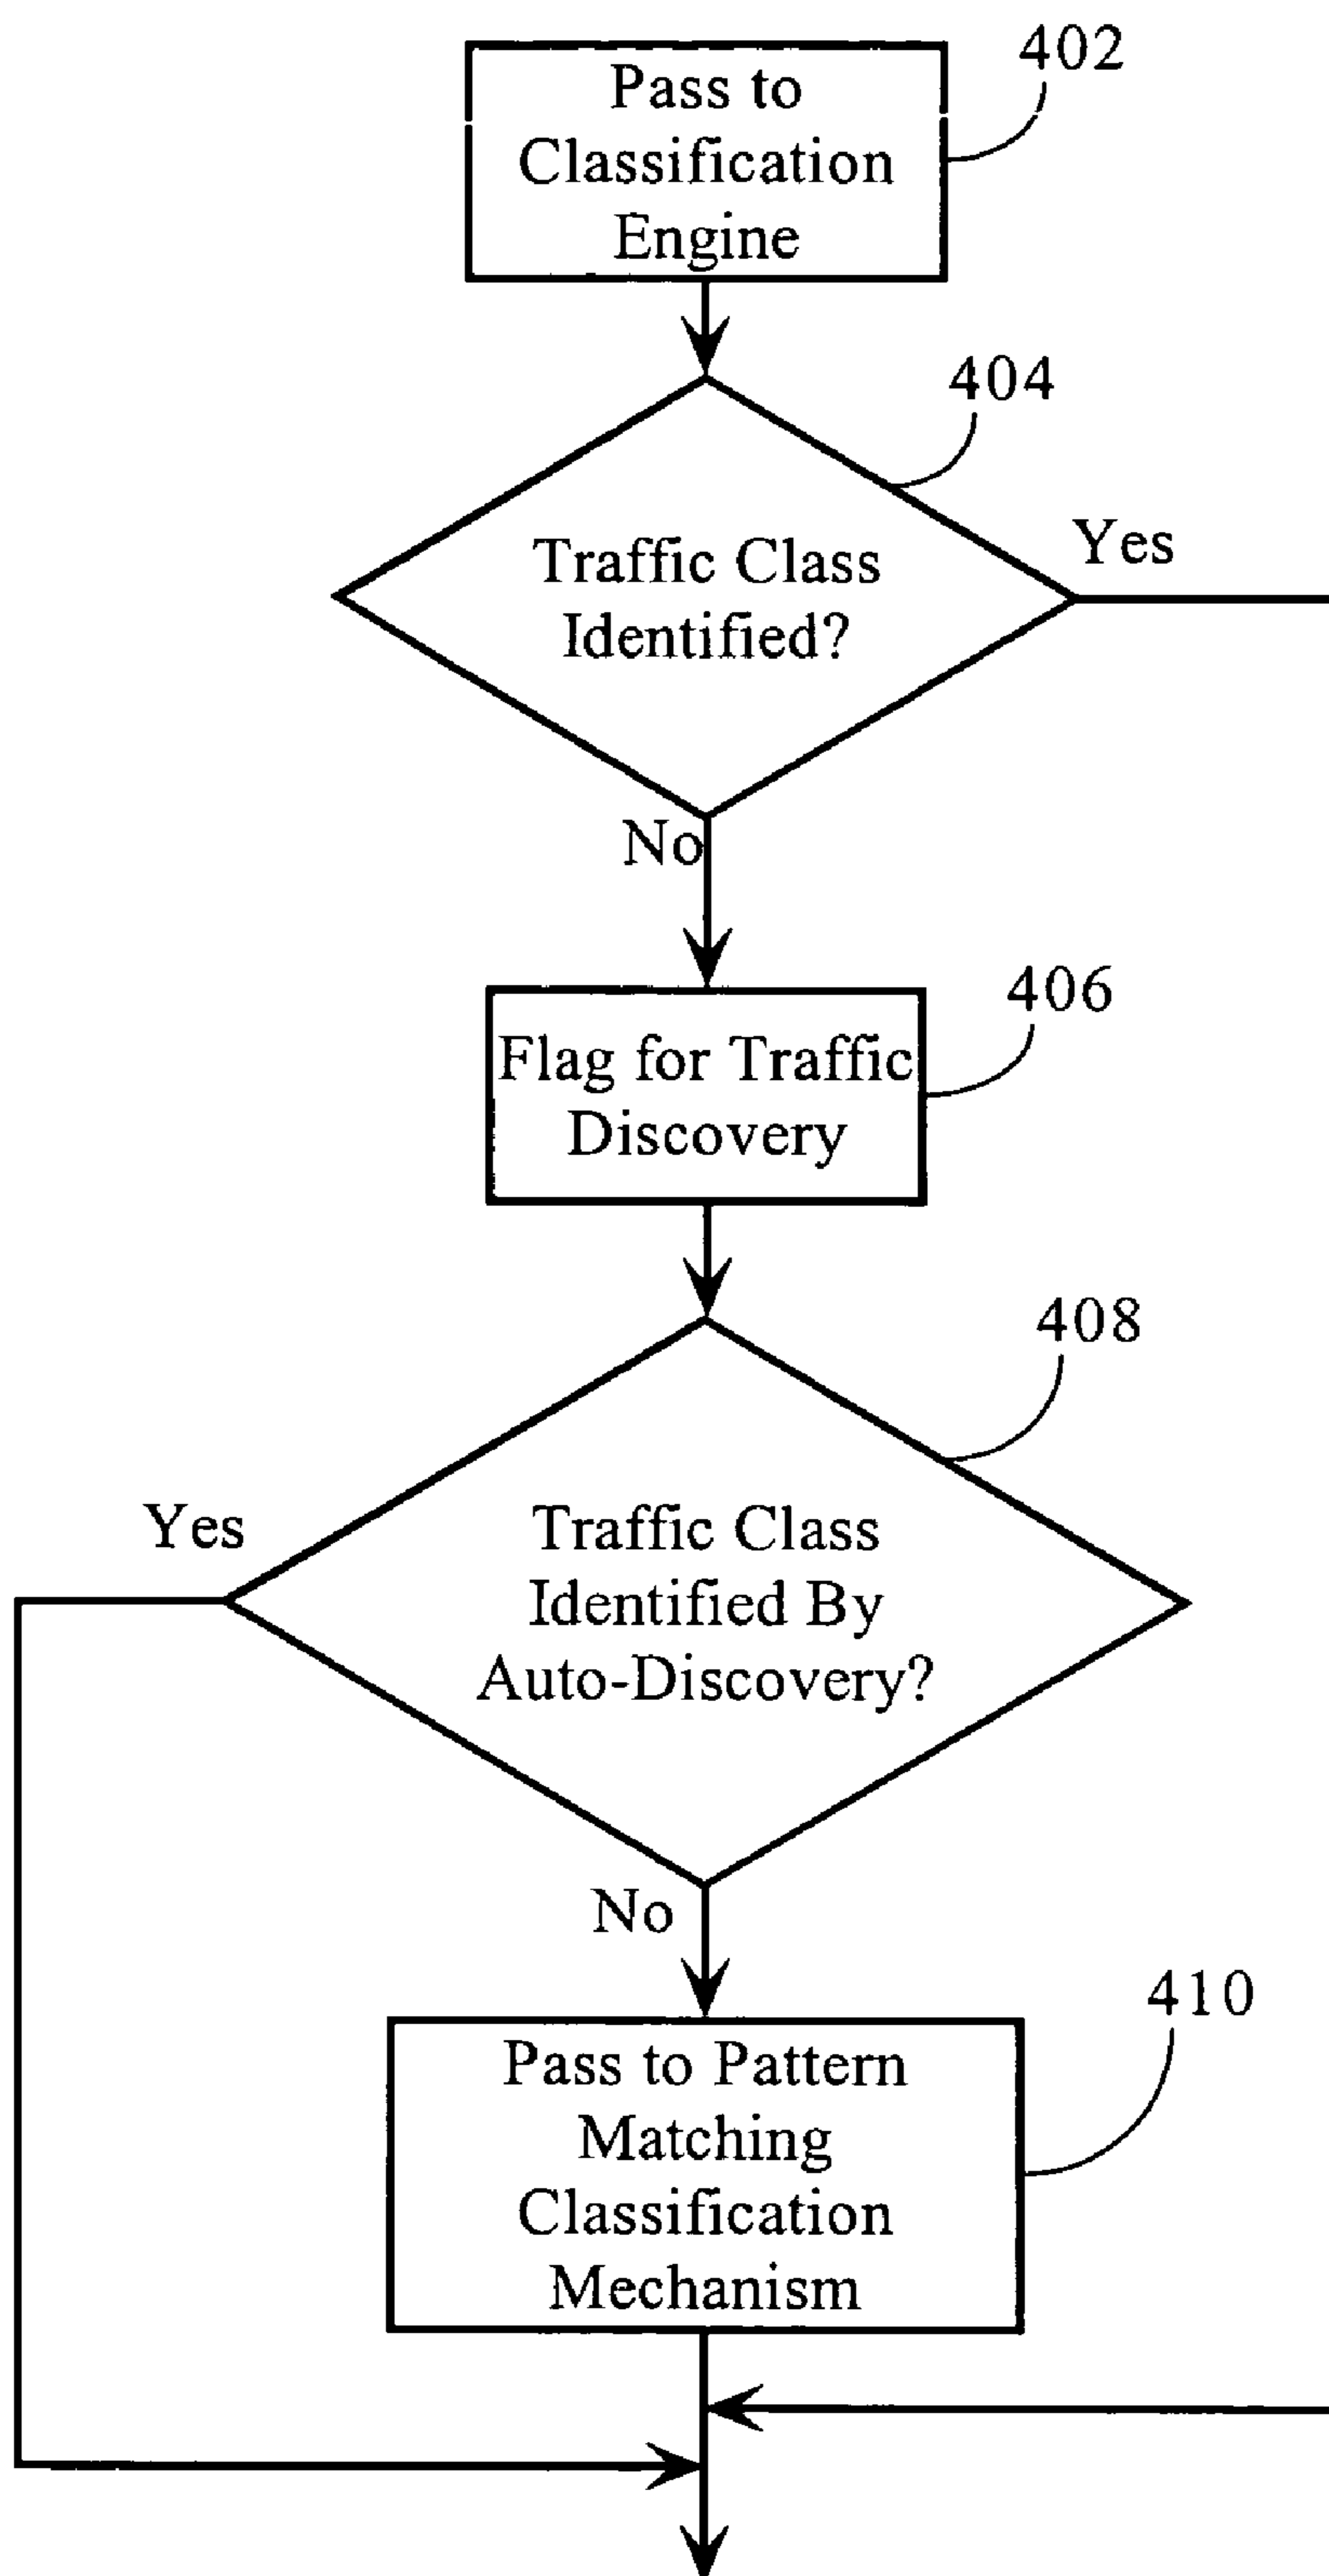 402
Pass to
Classification
Engine
404
Yes
Traffic Class
Identified?
No
406
Flag for Traffic
Discovery
408
Yes
Traffic Class
Identified By
Auto-Discovery?
No
410
Pass to Pattern
Matching
Classification
Mechanism